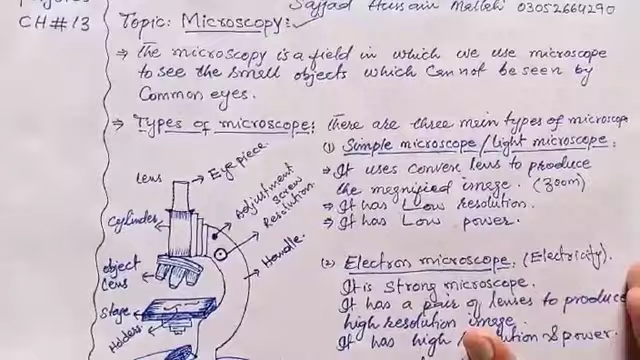 CH#13
Sajjad Hussain Mallehi 03052664290
Topic: Microscopy:
⇒ The microscopy is a field in which we use microscope
to see the small objects which cannot be seen by
Common eyes.
⇒ Types of microscope: There are three main types of microscop
(1) Simple microscope/Light microscope:
⇒ It uses convex lens to produce
the megnified image. (Zoom)
⇒ It has Low resolution.
⇒ It has Low power.
(2) Electron microscope. (Electricity).
It is strong microscope.
It has a pair of lenses to produce
high resolution image.
It has high & power.
lens
Eye piece.
Cylinder
Adjustment
screw
Resolution.
object
lens
Handle.
Stage
Holders